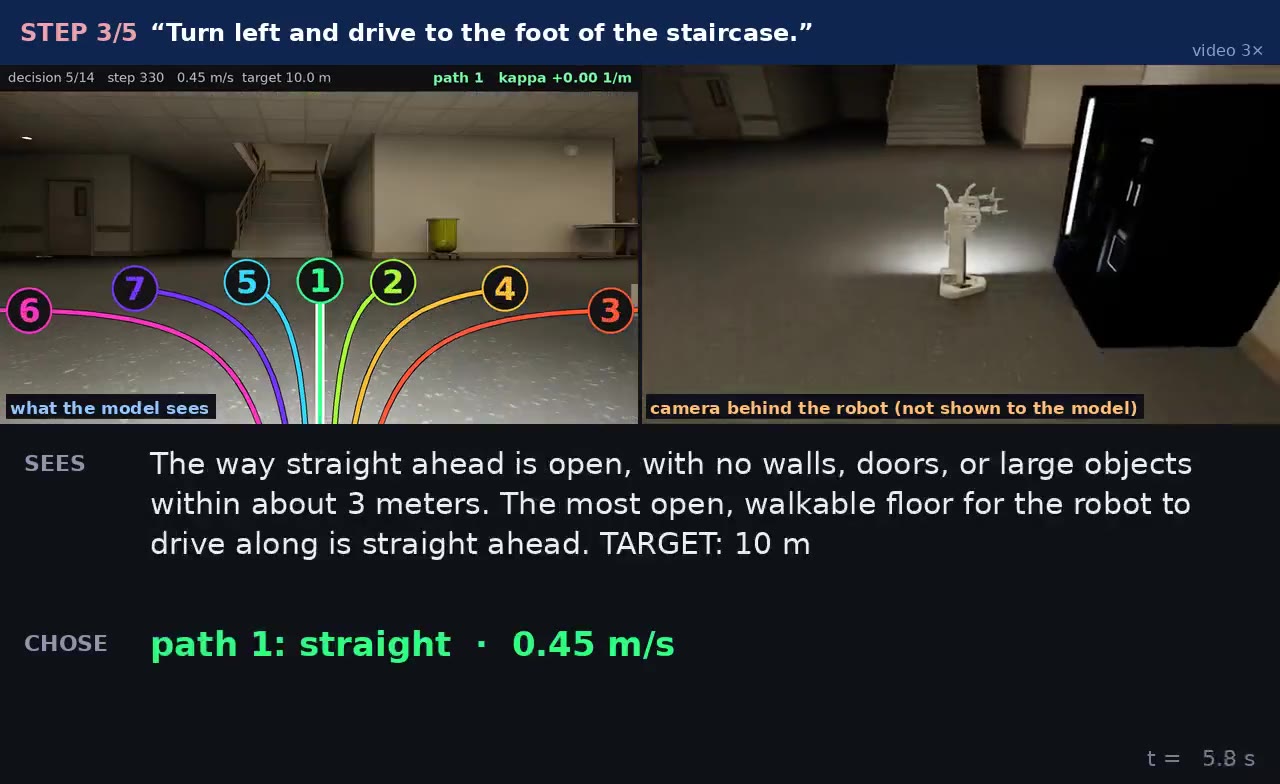 STEP 3/5 “Turn left and drive to the foot of the staircase.”
video 3×
decision 5/14 step 330 0.45 m/s target 10.0 m path 1 kappa +0.00 1/m
6 7 5 1 2 4 3
what the model sees
camera behind the robot (not shown to the model)
SEES The way straight ahead is open, with no walls, doors, or large objects
within about 3 meters. The most open, walkable floor for the robot to
drive along is straight ahead. TARGET: 10 m
CHOSE path 1: straight · 0.45 m/s
t = 5.8 s